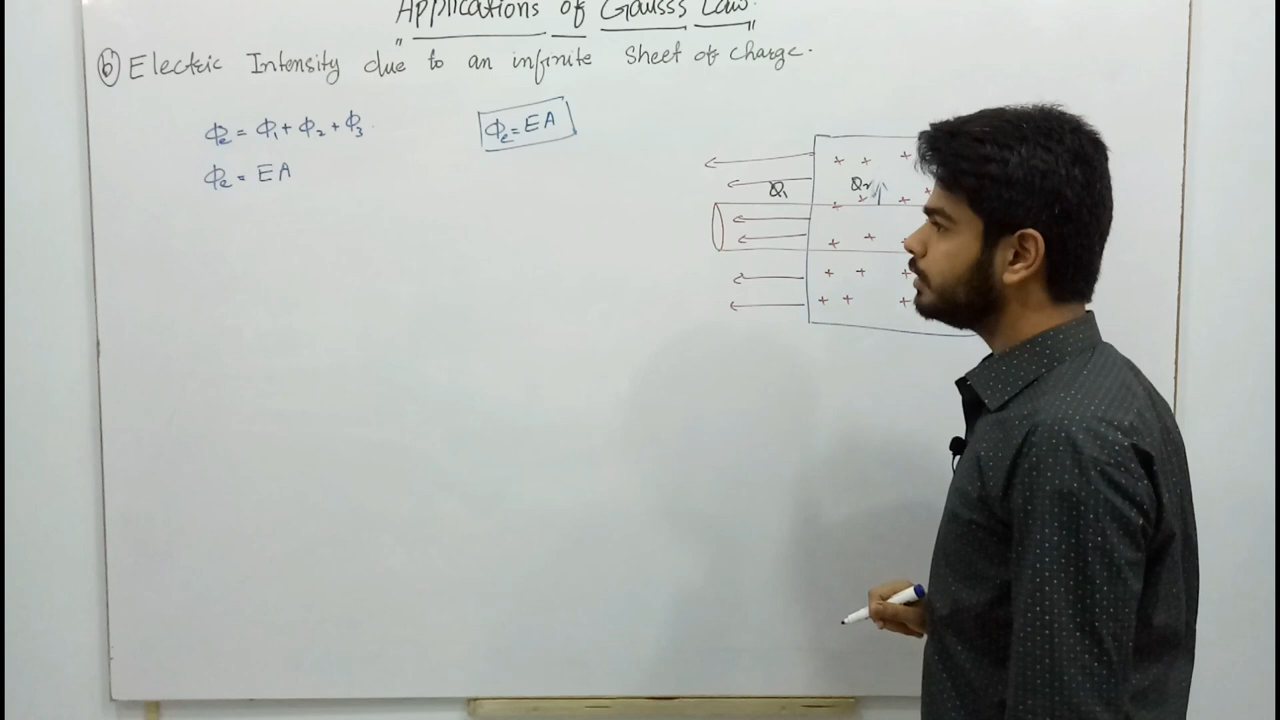 Applications of Gauss's Law.
(b) Electric Intensity due to an infinite Sheet of charge.
Φe = Φ1 + Φ2 + Φ3
Φe = EA
Φe = EA